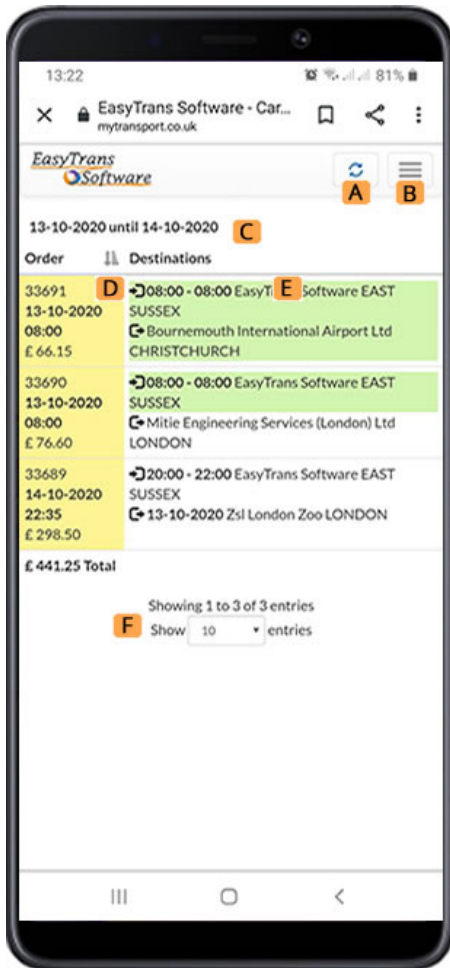 13:22 81%
EasyTrans Software - Car...
mytransport.co.uk
EasyTrans
Software
A B
13-10-2020 until 14-10-2020 C
Order Destinations
33691 D 08:00 - 08:00 EasyT E Software EAST
13-10-2020 SUSSEX
08:00 Bournemouth International Airport Ltd
£ 66.15 CHRISTCHURCH
33690 08:00 - 08:00 EasyTrans Software EAST
13-10-2020 SUSSEX
08:00 Mitie Engineering Services (London) Ltd
£ 76.60 LONDON
33689 20:00 - 22:00 EasyTrans Software EAST
14-10-2020 SUSSEX
22:35 13-10-2020 Zsl London Zoo LONDON
£ 298.50
£ 441.25 Total
Showing 1 to 3 of 3 entries
F Show 10 entries